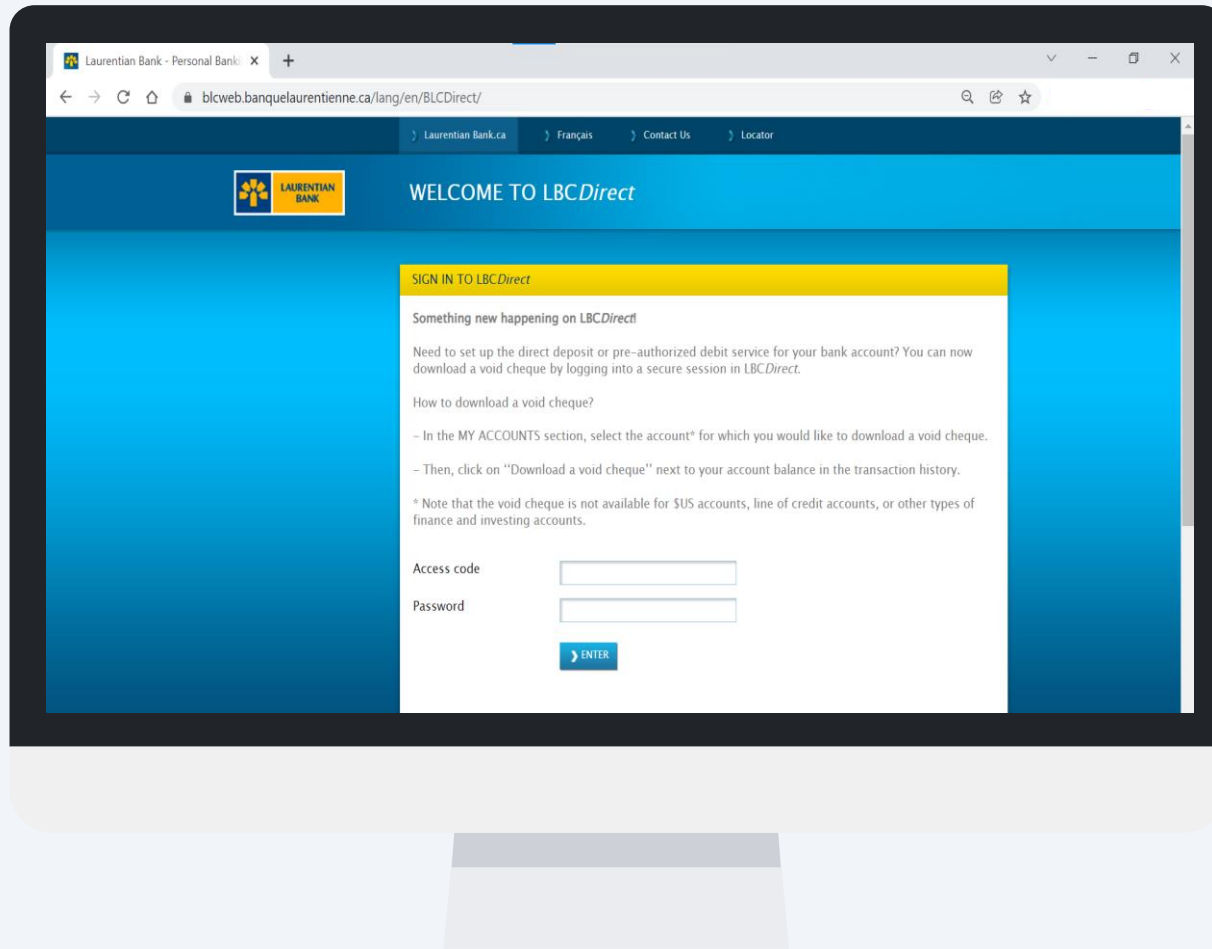 Laurentian Bank - Personal Banki
blcweb.banquelaurentienne.ca/lang/en/BLCDirect/
Laurentian Bank.ca Français Contact Us Locator
LAURENTIAN
BANK
WELCOME TO LBCDirect
SIGN IN TO LBCDirect
Something new happening on LBCDirect!
Need to set up the direct deposit or pre-authorized debit service for your bank account? You can now
download a void cheque by logging into a secure session in LBCDirect.
How to download a void cheque?
– In the MY ACCOUNTS section, select the account* for which you would like to download a void cheque.
– Then, click on "Download a void cheque" next to your account balance in the transaction history.
* Note that the void cheque is not available for $US accounts, line of credit accounts, or other types of
finance and investing accounts.
Access code
Password
ENTER